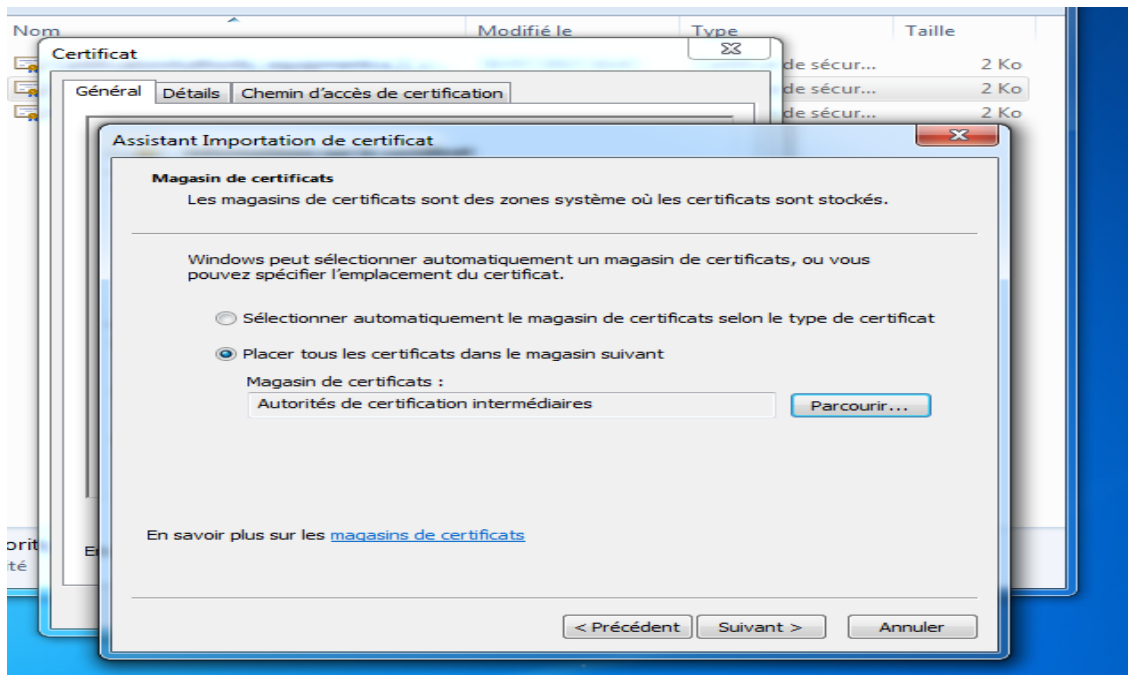 Nom Modifié le Type Taille
Certificat
de sécur... 2 Ko
Général Détails Chemin d'accès de certification
de sécur... 2 Ko
de sécur... 2 Ko
Assistant Importation de certificat
Magasin de certificats
Les magasins de certificats sont des zones système où les certificats sont stockés.
Windows peut sélectionner automatiquement un magasin de certificats, ou vous
pouvez spécifier l'emplacement du certificat.
Sélectionner automatiquement le magasin de certificats selon le type de certificat
Placer tous les certificats dans le magasin suivant
Magasin de certificats :
Autorités de certification intermédiaires
Parcourir...
En savoir plus sur les magasins de certificats
orit
té
< Précédent Suivant > Annuler